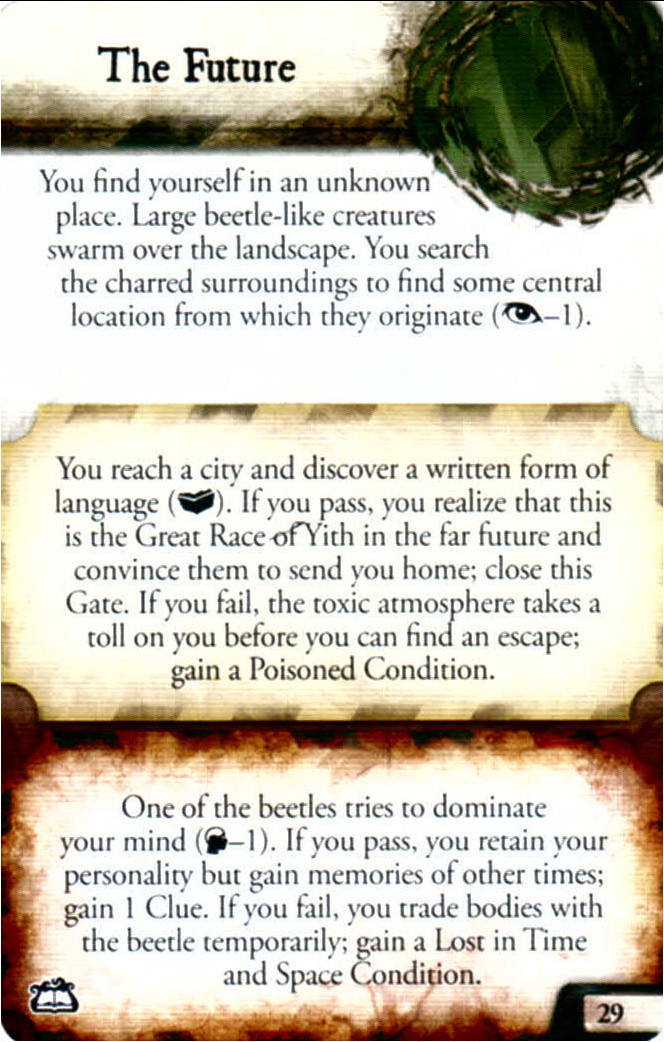 The Future
You find yourself in an unknown
place. Large beetle-like creatures
swarm over the landscape. You search
the charred surroundings to find some central
location from which they originate (–1).
You reach a city and discover a written form of
language (). If you pass, you realize that this
is the Great Race of Yith in the far future and
convince them to send you home; close this
Gate. If you fail, the toxic atmosphere takes a
toll on you before you can find an escape;
gain a Poisoned Condition.
One of the beetles tries to dominate
your mind (–1). If you pass, you retain your
personality but gain memories of other times;
gain 1 Clue. If you fail, you trade bodies with
the beetle temporarily; gain a Lost in Time
and Space Condition.
29